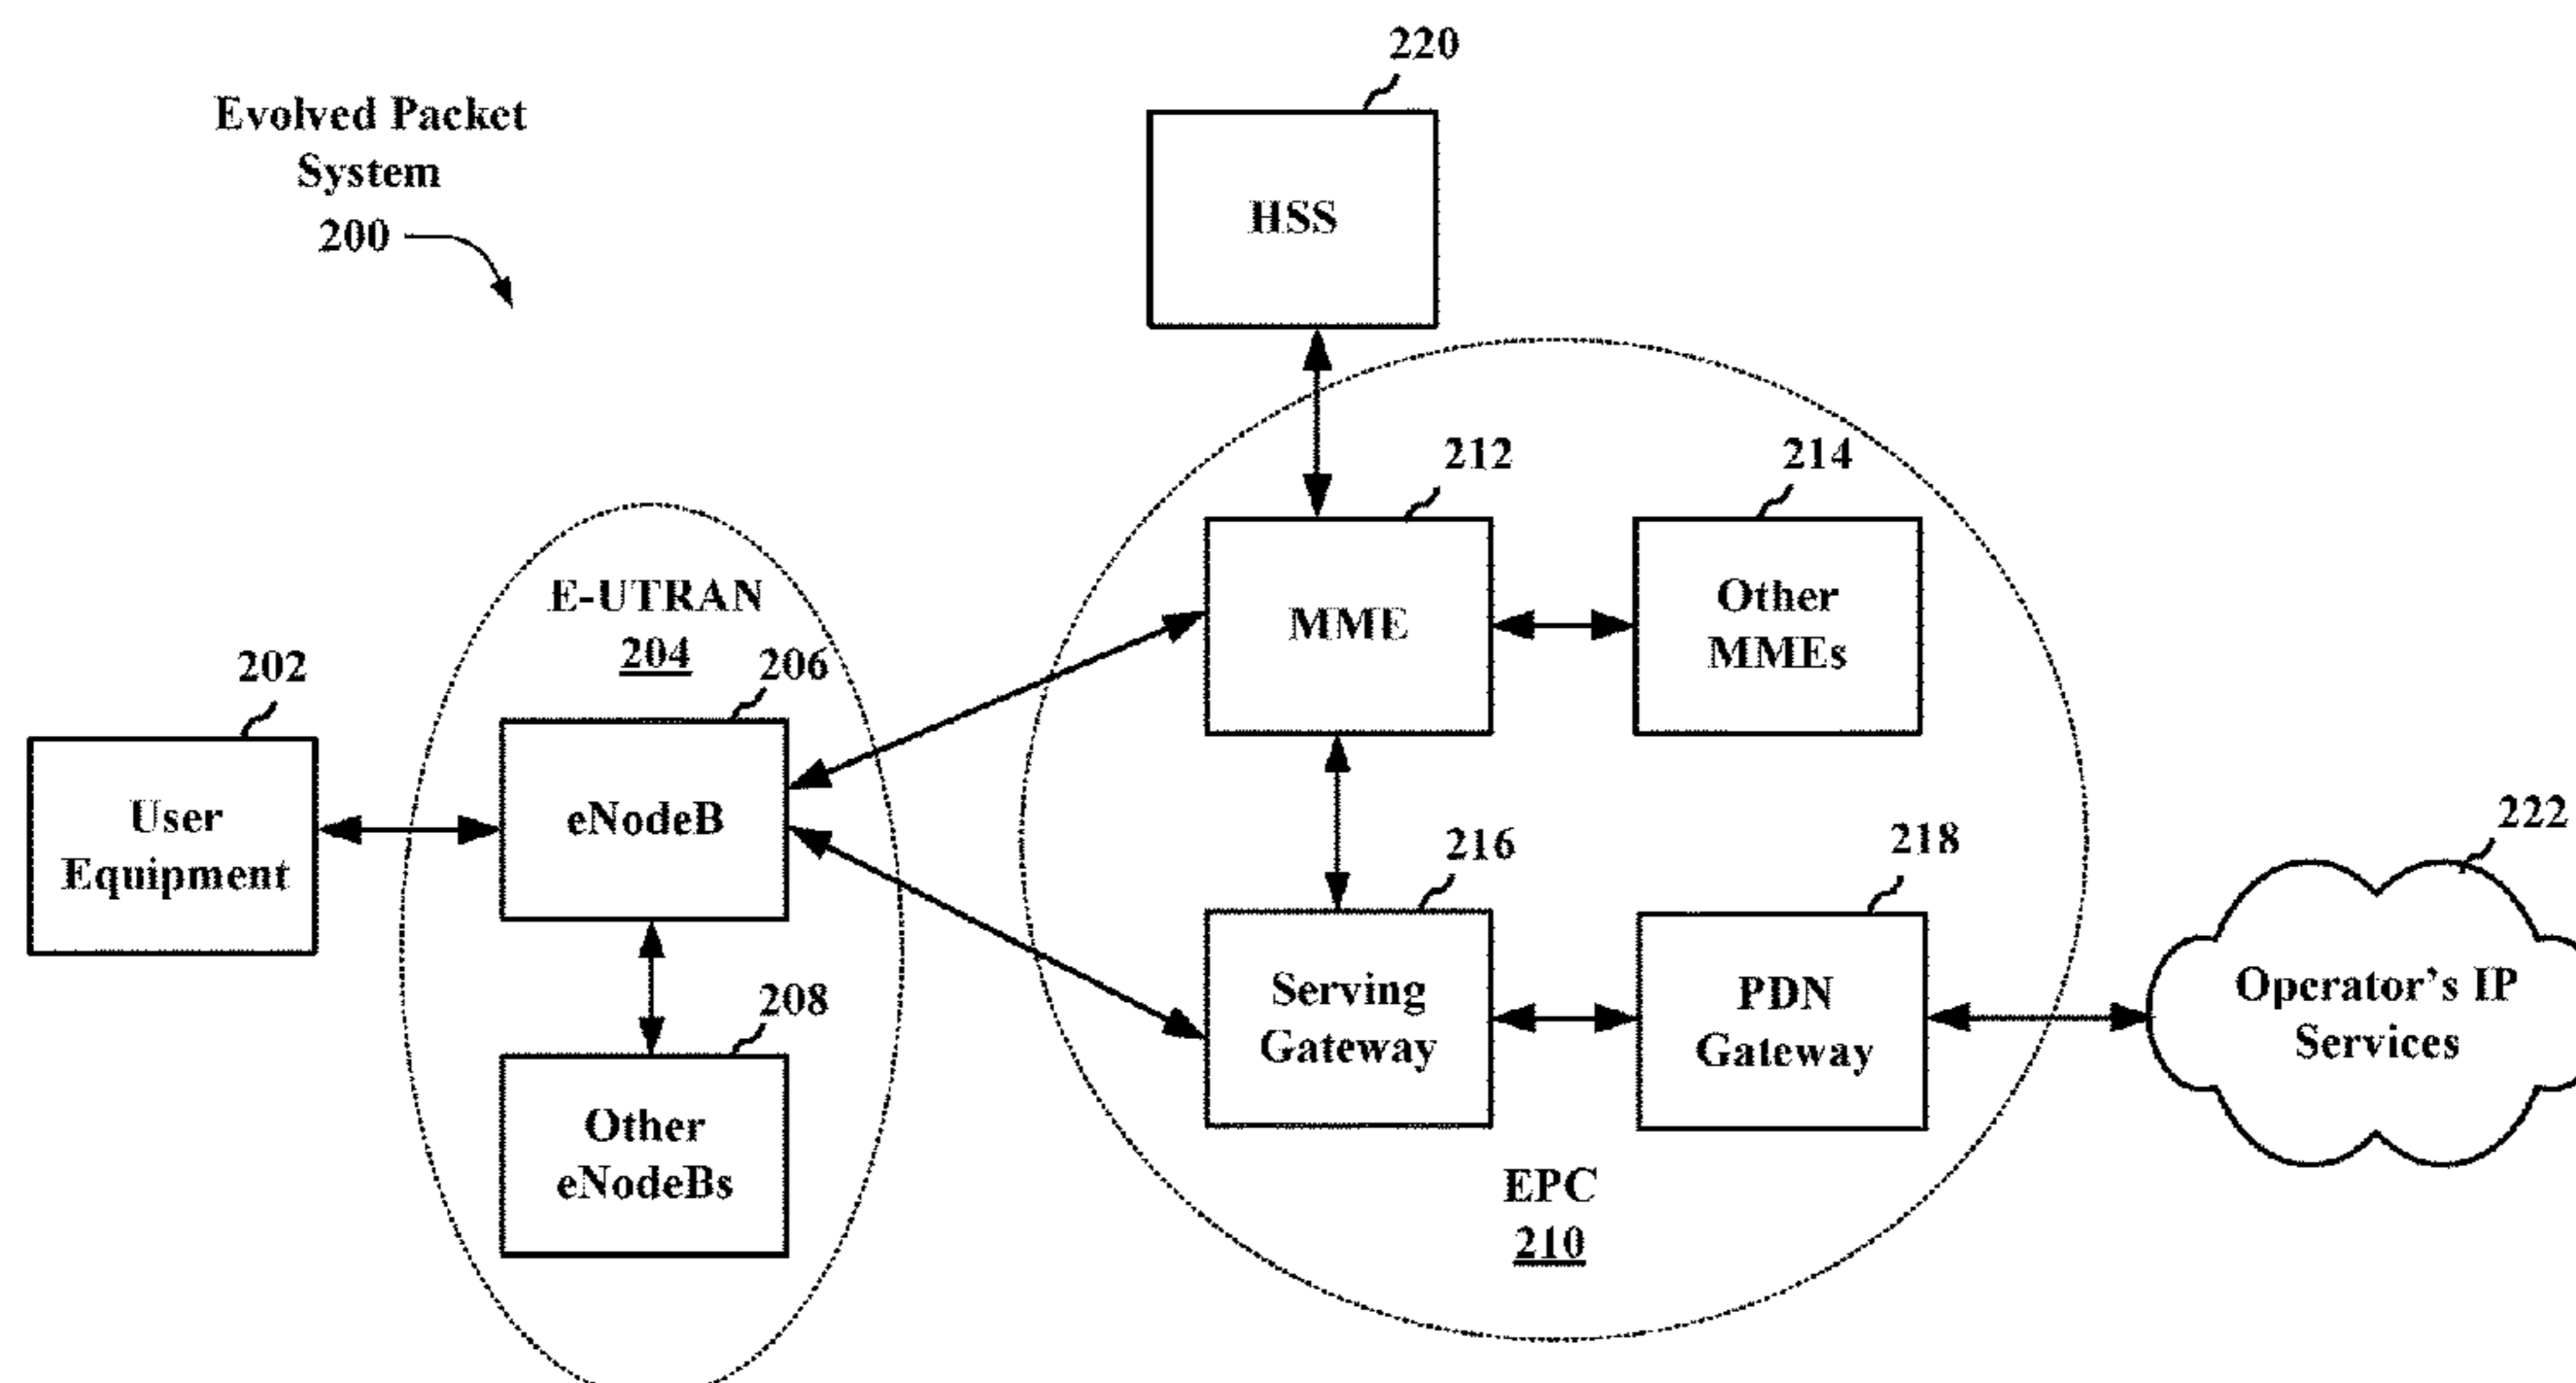 Evolved Packet
System
200
220
HSS
212
214
MME
Other
MMEs
E-UTRAN
204
206
202
User
Equipment
eNodeB
208
Other
eNodeBs
216
218
Serving
Gateway
PDN
Gateway
222
Operator's IP
Services
EPC
210